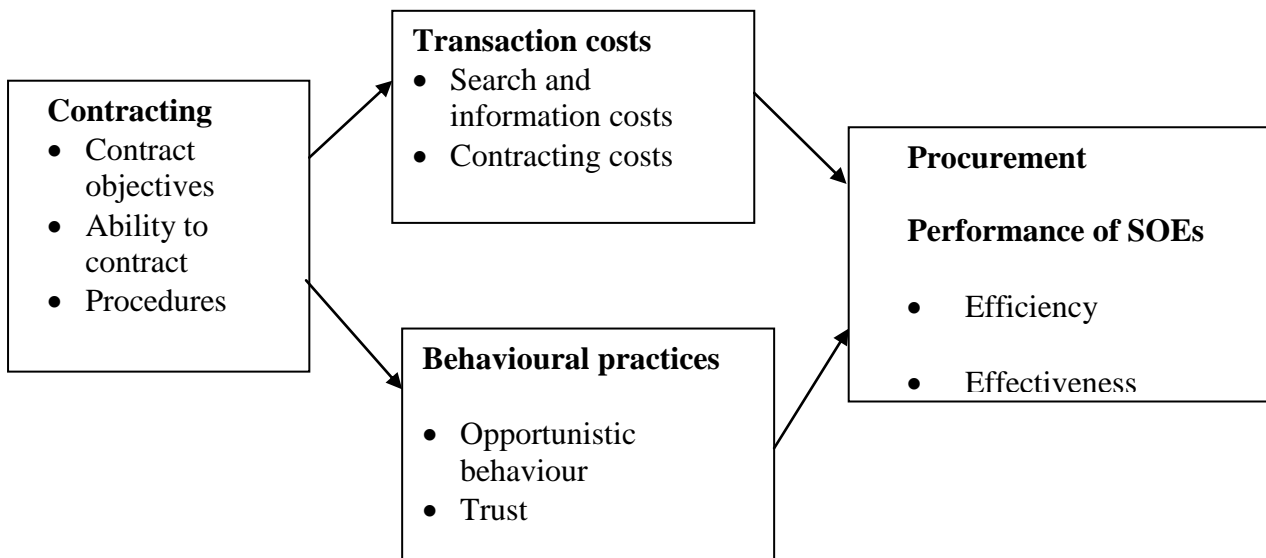 Contracting
• Contract
objectives
• Ability to
contract
• Procedures
Transaction costs
• Search and
information costs
• Contracting costs
Behavioural practices
• Opportunistic
behaviour
• Trust
Procurement
Performance of SOEs
• Efficiency
• Effectiveness